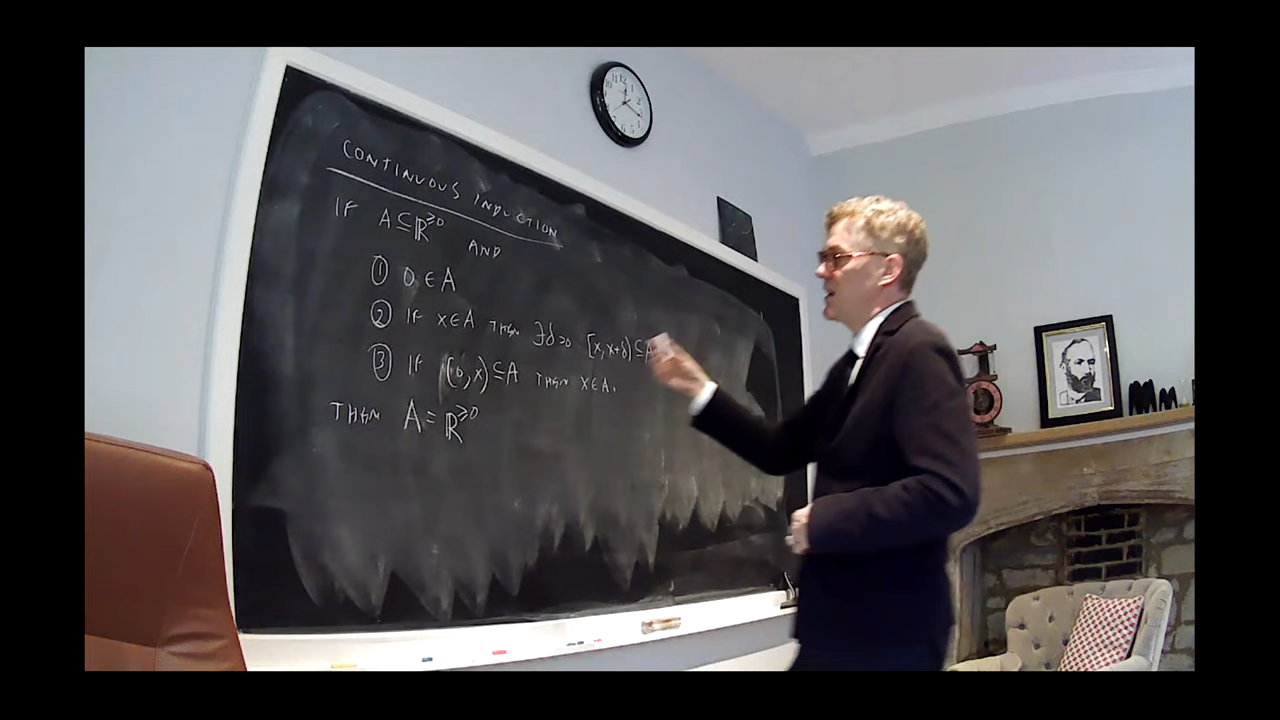 CONTINUOUS INDUCTION
IF A ⊆ ℝ^≥0 AND
① 0 ∈ A
② IF x ∈ A THEN ∃δ>0 [x, x+δ) ⊆ A
③ IF [0, x) ⊆ A THEN x ∈ A.
THEN A = ℝ^≥0